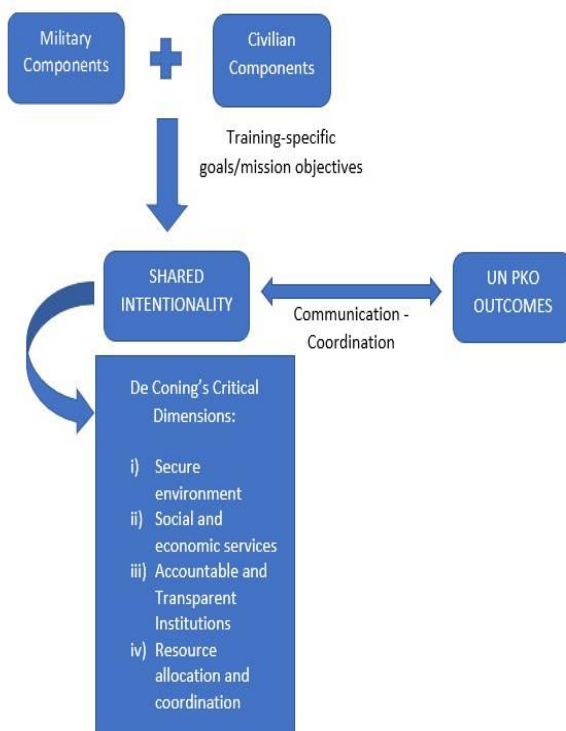 Military
Components
Civilian
Components
Training-specific
goals/mission objectives
SHARED
INTENTIONALITY
Communication -
Coordination
UN PKO
OUTCOMES
De Coning's Critical
Dimensions:
i) Secure
environment
ii) Social and
economic services
iii) Accountable and
Transparent
Institutions
iv) Resource
allocation and
coordination